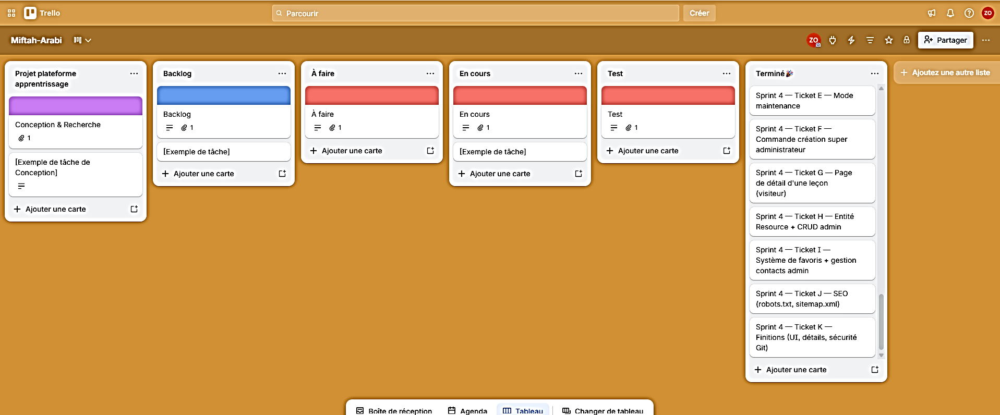 Trello
Parcourir
Créer
ZO
Miftah-Arabi
ZO
Partager
Projet plateforme
apprentrissage
Conception & Recherche
1
[Exemple de tâche de
Conception]
Ajouter une carte
Backlog
Backlog
1
[Exemple de tâche]
Ajouter une carte
À faire
À faire
1
Ajouter une carte
En cours
En cours
1
[Exemple de tâche]
Ajouter une carte
Test
Test
1
Ajouter une carte
Terminé🎉
Sprint 4 — Ticket E — Mode
maintenance
Sprint 4 — Ticket F —
Commande création super
administrateur
Sprint 4 — Ticket G — Page
de détail d'une leçon
(visiteur)
Sprint 4 — Ticket H — Entité
Resource + CRUD admin
Sprint 4 — Ticket I —
Système de favoris + gestion
contacts admin
Sprint 4 — Ticket J — SEO
(robots.txt, sitemap.xml)
Sprint 4 — Ticket K —
Finitions (UI, détails, sécurité
Git)
Ajouter une carte
Ajoutez une autre liste
Boîte de réception
Agenda
Tableau
Changer de tableau